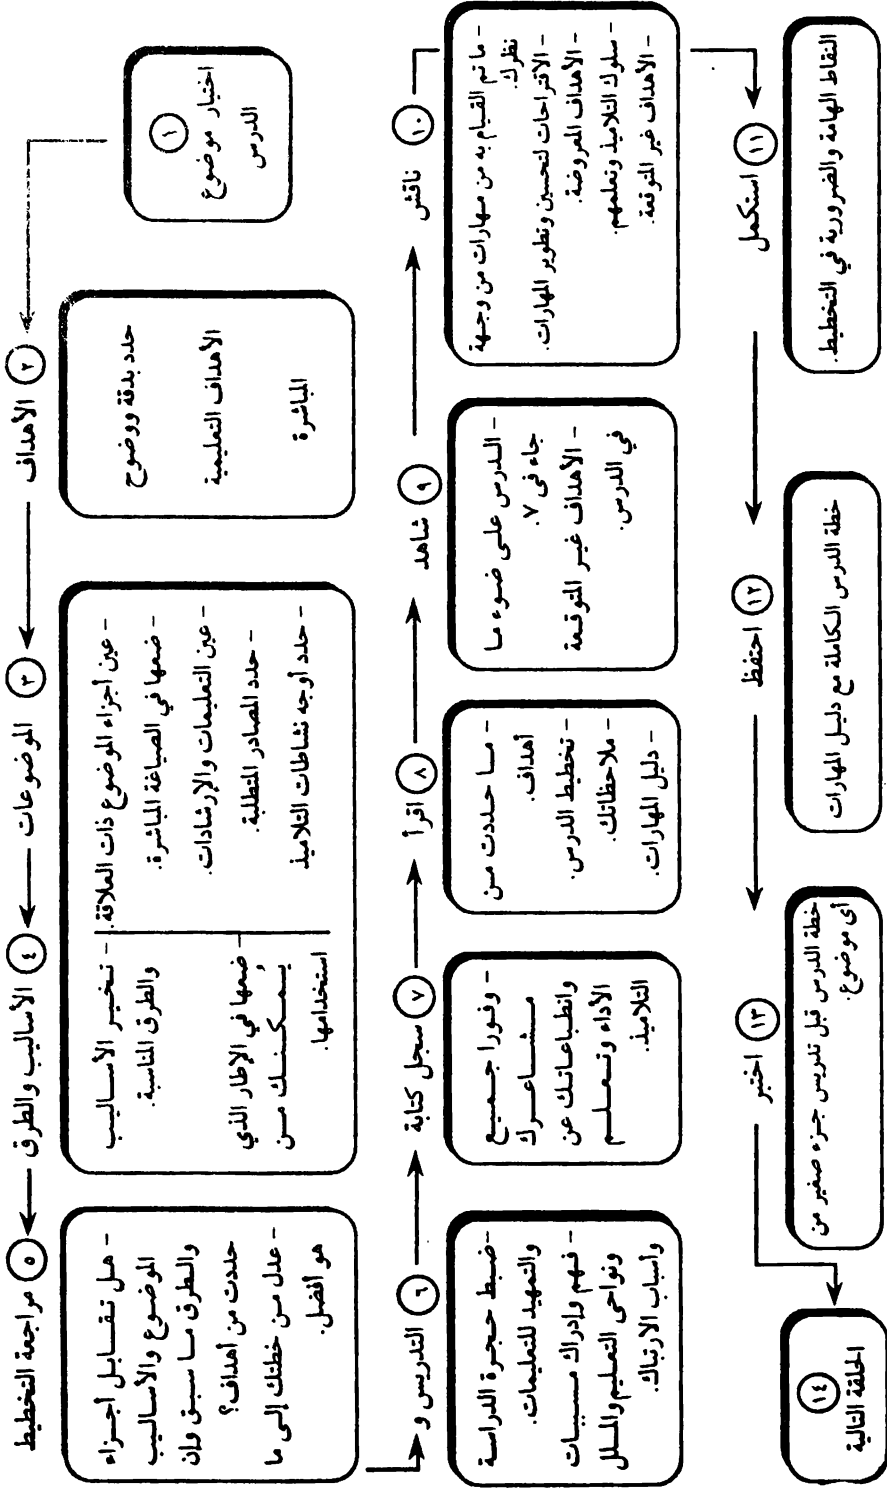 ١
اختيار موضوع
الدرس
٢ الأهداف
حدد بدقة ووضوح
الأهداف التعليمية
المباشرة
٣ الموضوعات
- عين أجزاء الموضوع ذات العلاقة.
- ضمها في الصياغة المباشرة.
- عين التعليمات والإرشادات.
- حدد المصادر المتطلبة.
- حدد أوجه نشاطات التلاميذ
٤ الأساليب والطرق
- تخير الأساليب
والطرق المناسبة.
- ضمها في الإطار الذي
يمكنك من
استخدامها.
٥ مراجعة التخطيط
- هل تقابل أجزاء
الموضوع والأساليب
والطرق ما سبق وإن
حددت من أهداف؟
- عدل من خطتك إلى ما
هو أفضل.
٦ التدريس و
- ضبط حجرة الدراسة
والتمهيد للتعليمات.
- فهم وإدراك مسببات
ونواحى التعليم والملل
وأسباب الارتباك.
٧ سجل كتابة
- وفورا جميع
مشاعرك
وانطباعاتك عن
الأداء وتعلم
التلاميذ.
٨ اقرأ
- ما حددت من
أهداف.
- تخطيط الدرس.
- ملاحظاتك.
- دليل المهارات.
٩ شاهد
- الدرس على ضوء ما
جاء فى ٧.
- الأهداف غير المتوقعة
في الدرس.
١٠ ناقش
- ما تم القيام به من مهارات من وجهة
نظرك.
- الاقتراحات لتحسين وتطوير المهارات.
- الأهداف المعروضة.
- سلوك التلاميذ وتعلمهم.
- الأهداف غير المتوقعة.
١١ استكمل
النقاط الهامة والضرورية في التخطيط.
١٢ احتفظ
خطة الدرس الكاملة مع دليل المهارات
١٣ اختبر
خطة الدرس قبل تدريس جزء صغير من
أى موضوع.
١٤
الحلقة التالية